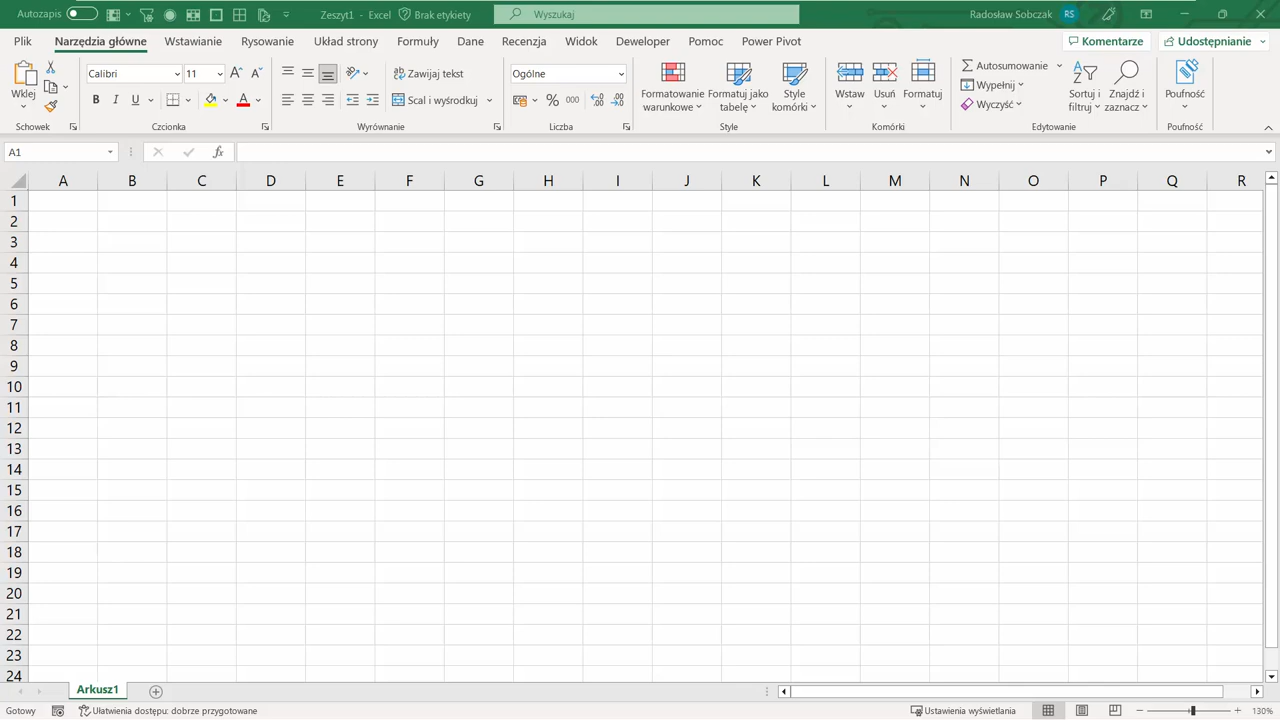 Autozapis
Zeszyt1 - Excel
Brak etykiety
Wyszukaj
Radosław Sobczak
RS
Plik
Narzędzia główne
Wstawianie
Rysowanie
Układ strony
Formuły
Dane
Recenzja
Widok
Deweloper
Pomoc
Power Pivot
Komentarze
Udostępnianie
Wklej
Schowek
Calibri
11
B I U
Czcionka
Zawijaj tekst
Scal i wyśrodkuj
Wyrównanie
Ogólne
% 000
Liczba
Formatowanie
warunkowe
Formatuj jako
tabelę
Style
komórki
Style
Wstaw
Usuń
Formatuj
Komórki
Autosumowanie
Wypełnij
Wyczyść
Sortuj i
filtruj
Znajdź i
zaznacz
Edytowanie
Poufność
Poufność
A1
fx
A B C D E F G H I J K L M N O P Q R
1
2
3
4
5
6
7
8
9
10
11
12
13
14
15
16
17
18
19
20
21
22
23
24
Arkusz1
Gotowy
Ułatwienia dostępu: dobrze przygotowane
Ustawienia wyświetlania
130%